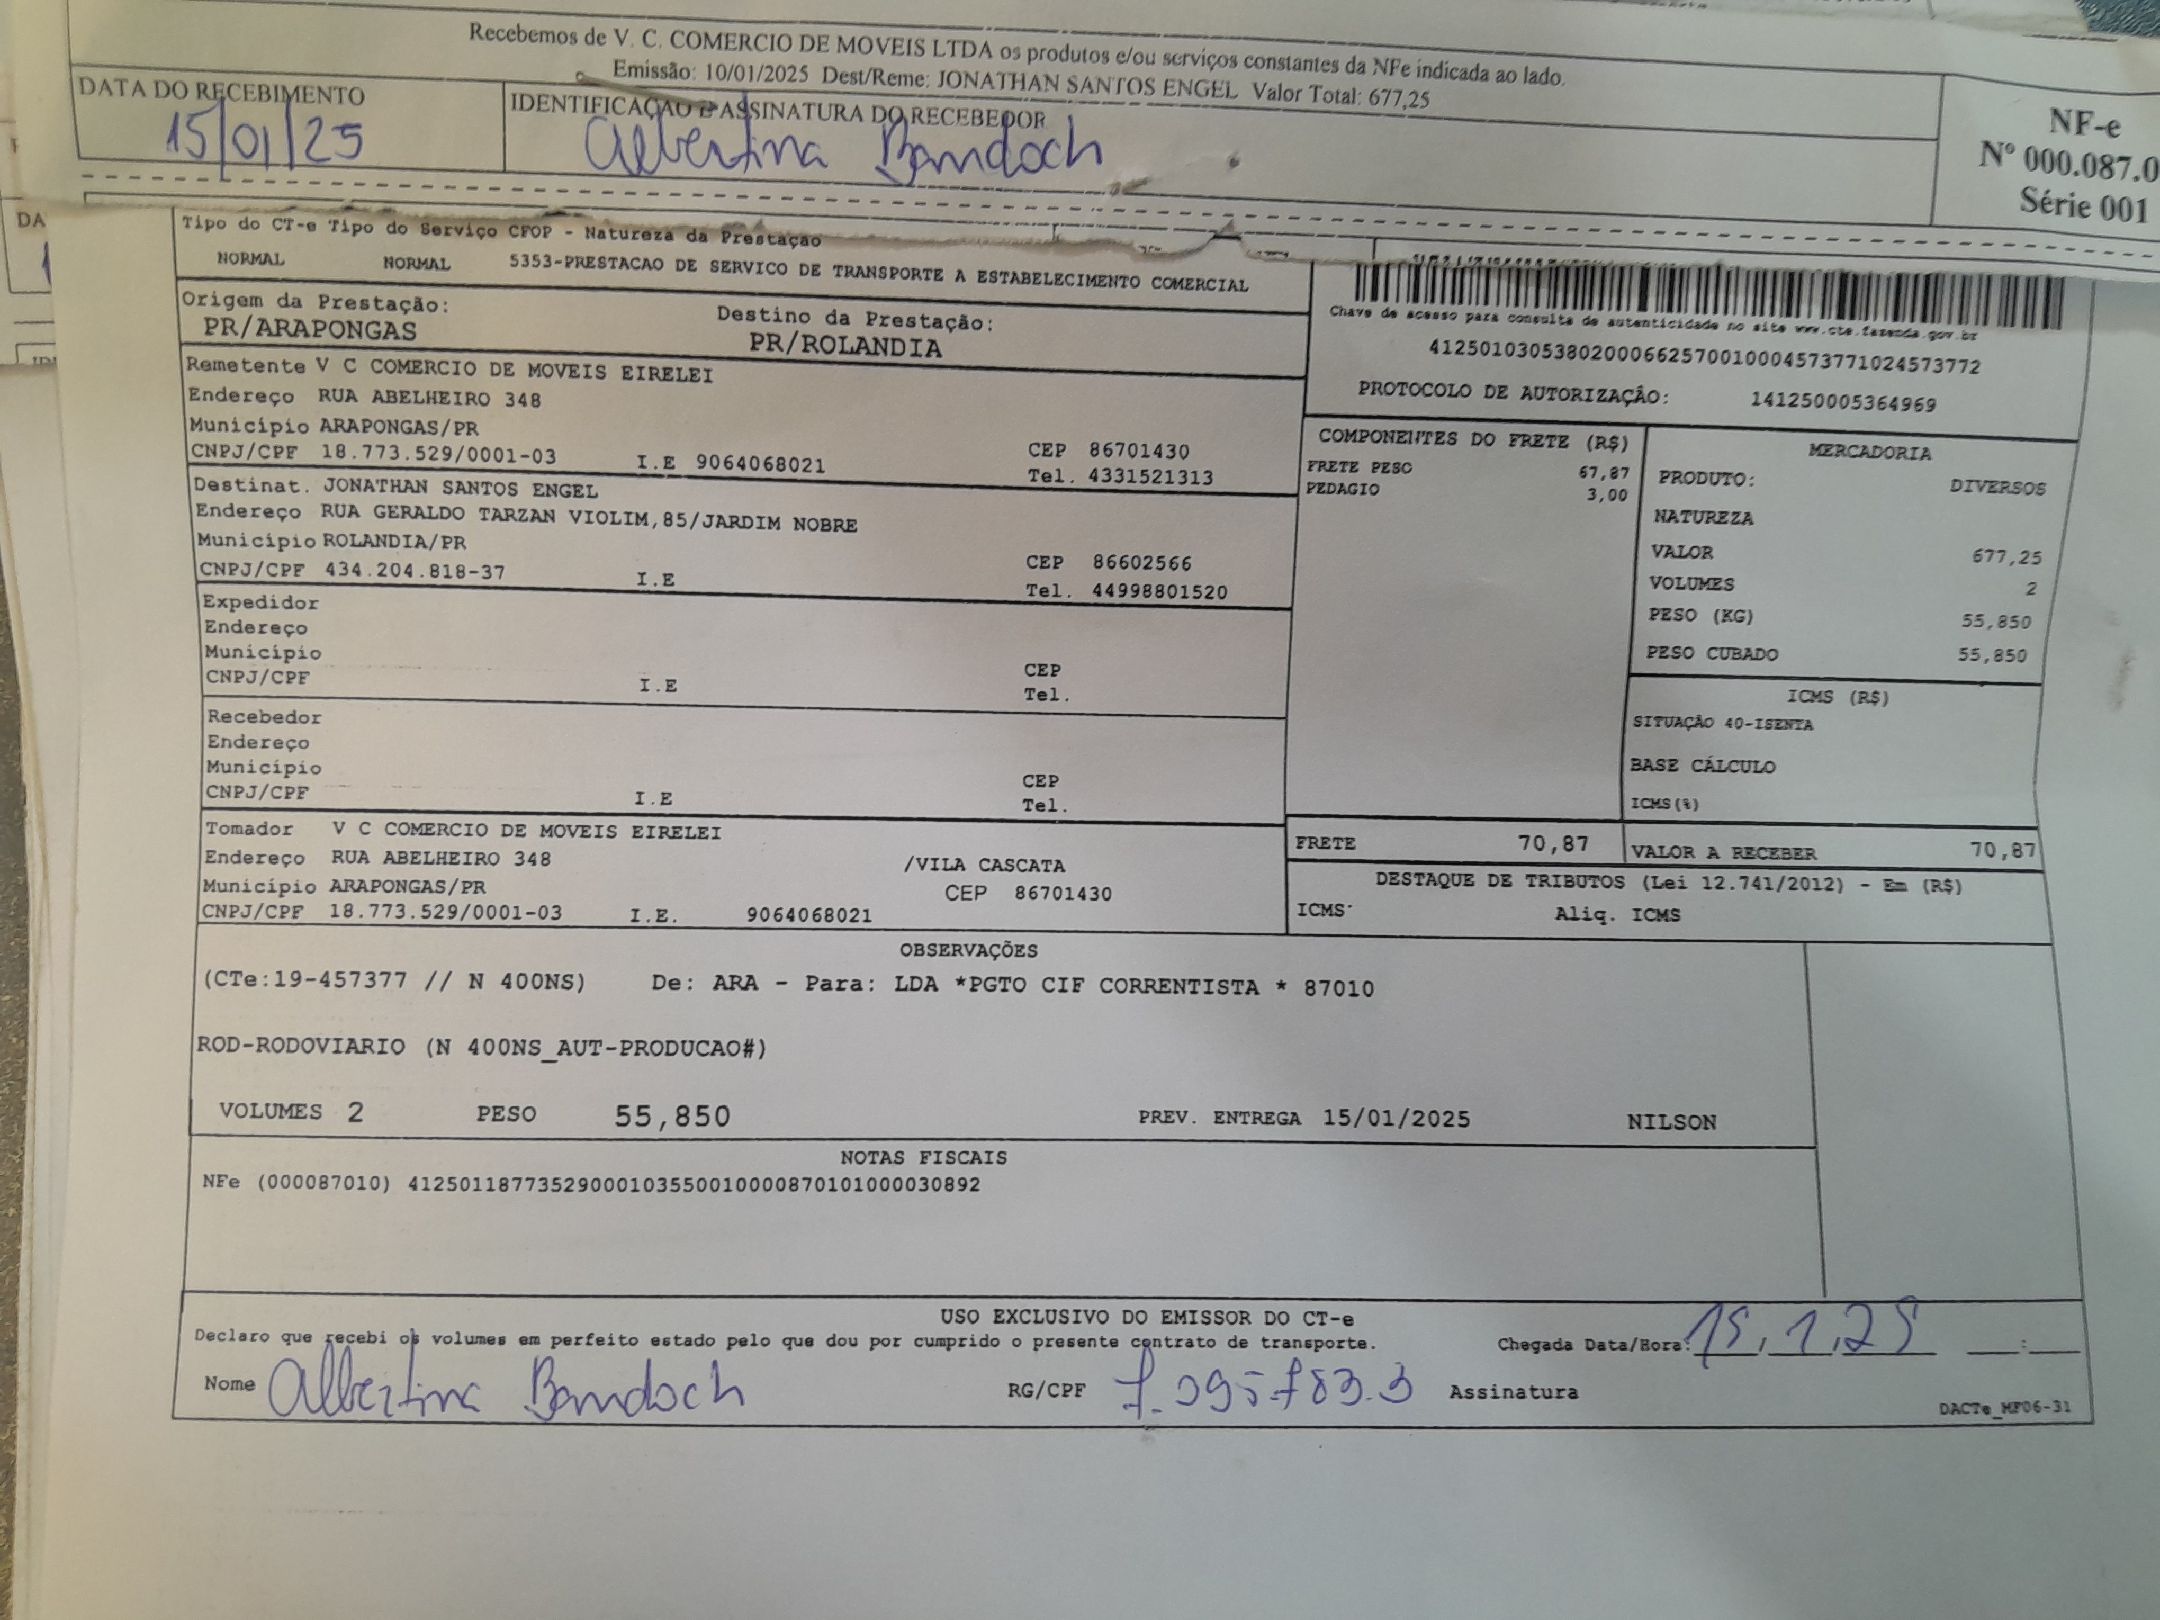 Recebemos de V. C. COMERCIO DE MOVEIS LTDA os produtos e/ou serviços constantes da NFe indicada ao lado.
Emissão: 10/01/2025 Dest/Reme: JONATHAN SANTOS ENGEL Valor Total: 677,25
DATA DO RECEBIMENTO
15/01/25
IDENTIFICAÇÃO E ASSINATURA DO RECEBEDOR
Albertina Bandoch
NF-e
Nº 000.087.0
Série 001
Tipo do CT-e Tipo do Serviço CFOP - Natureza da Prestação
NORMAL NORMAL 5353-PRESTACAO DE SERVICO DE TRANSPORTE A ESTABELECIMENTO COMERCIAL
Origem da Prestação: Destino da Prestação:
PR/ARAPONGAS PR/ROLANDIA
Chave de acesso para consulta de autenticidade no site www.cte.fazenda.gov.br
41250103053802000662570010004573771024573772
PROTOCOLO DE AUTORIZAÇÃO: 141250005364969
Remetente V C COMERCIO DE MOVEIS EIRELEI
Endereço RUA ABELHEIRO 348
Município ARAPONGAS/PR CEP 86701430
CNPJ/CPF 18.773.529/0001-03 I.E 9064068021 Tel. 4331521313
Destinat. JONATHAN SANTOS ENGEL
Endereço RUA GERALDO TARZAN VIOLIM,85/JARDIM NOBRE
Município ROLANDIA/PR CEP 86602566
CNPJ/CPF 434.204.818-37 I.E Tel. 44998801520
Expedidor
Endereço
Município CEP
CNPJ/CPF I.E Tel.
Recebedor
Endereço
Município CEP
CNPJ/CPF I.E Tel.
Tomador V C COMERCIO DE MOVEIS EIRELEI
Endereço RUA ABELHEIRO 348 /VILA CASCATA
Município ARAPONGAS/PR CEP 86701430
CNPJ/CPF 18.773.529/0001-03 I.E. 9064068021
COMPONENTES DO FRETE (R$)
FRETE PESO 67,87
PEDAGIO 3,00
MERCADORIA
PRODUTO: DIVERSOS
NATUREZA
VALOR 677,25
VOLUMES 2
PESO (KG) 55,850
PESO CUBADO 55,850
ICMS (R$)
SITUAÇÃO 40-ISENTA
BASE CÁLCULO
ICMS(%)
FRETE 70,87 VALOR A RECEBER 70,87
DESTAQUE DE TRIBUTOS (Lei 12.741/2012) - Em (R$)
ICMS Aliq. ICMS
OBSERVAÇÕES
(CTe:19-457377 // N 400NS) De: ARA - Para: LDA *PGTO CIF CORRENTISTA * 87010
ROD-RODOVIARIO (N 400NS_AUT-PRODUCAO#)
VOLUMES 2 PESO 55,850 PREV. ENTREGA 15/01/2025 NILSON
NOTAS FISCAIS
NFe (000087010) 41250118773529000103550010000870101000030892
USO EXCLUSIVO DO EMISSOR DO CT-e
Declaro que recebi os volumes em perfeito estado pelo que dou por cumprido o presente contrato de transporte. Chegada Data/Hora: 15,1,25 __:__
Nome Albertina Bandoch RG/CPF 7.395.783.3 Assinatura
DACTe_MF06-31